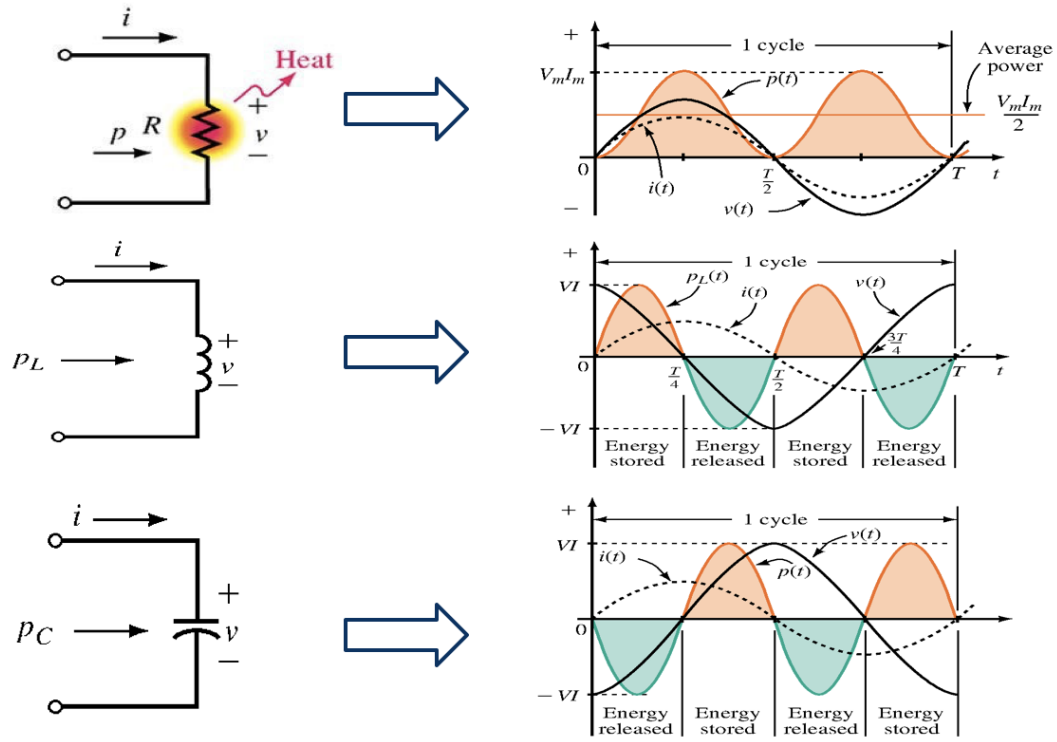 i
Heat
+
R
v
p
−
+
1 cycle
Average
power
VmIm
p(t)
VmIm
2
i(t)
0
T
2
T
t
v(t)
−
i
+
pL
v
−
+
1 cycle
VI
pL(t)
i(t)
v(t)
3T
4
0
T
4
T
2
T
t
− VI
Energy
stored
Energy
released
Energy
stored
Energy
released
i
+
pC
v
−
+
1 cycle
VI
i(t)
v(t)
p(t)
0
− VI
Energy
released
Energy
stored
Energy
released
Energy
stored